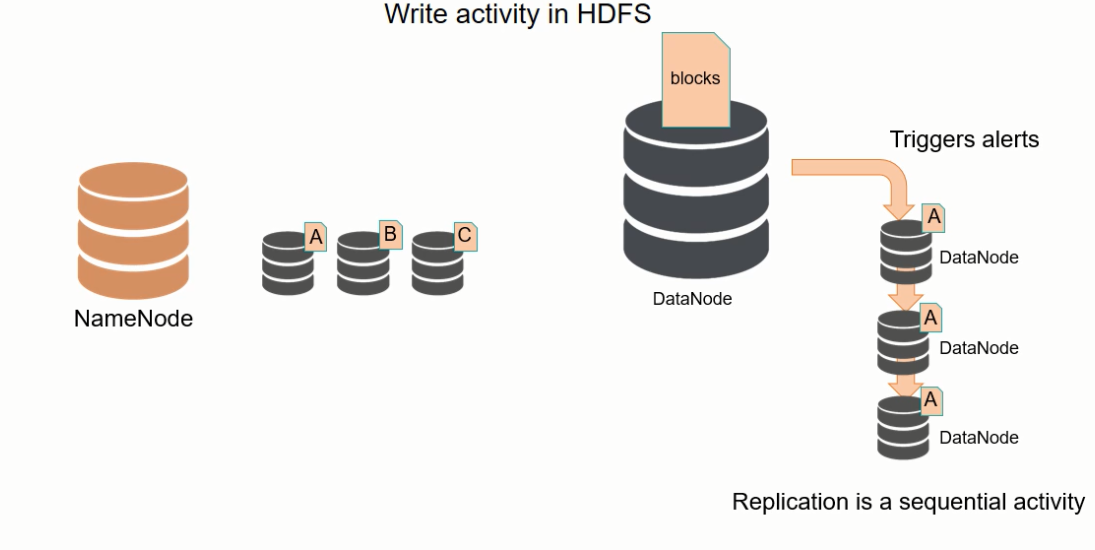 Write activity in HDFS
blocks
Triggers alerts
A
B
C
A
DataNode
NameNode
DataNode
A
DataNode
A
DataNode
Replication is a sequential activity